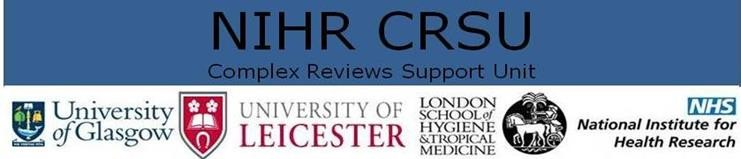 NIHR CRSU
Complex Reviews Support Unit
University
of Glasgow
UNIVERSITY OF
LEICESTER
LONDON
SCHOOL of
HYGIENE
& TROPICAL
MEDICINE
NHS
National Institute for
Health Research